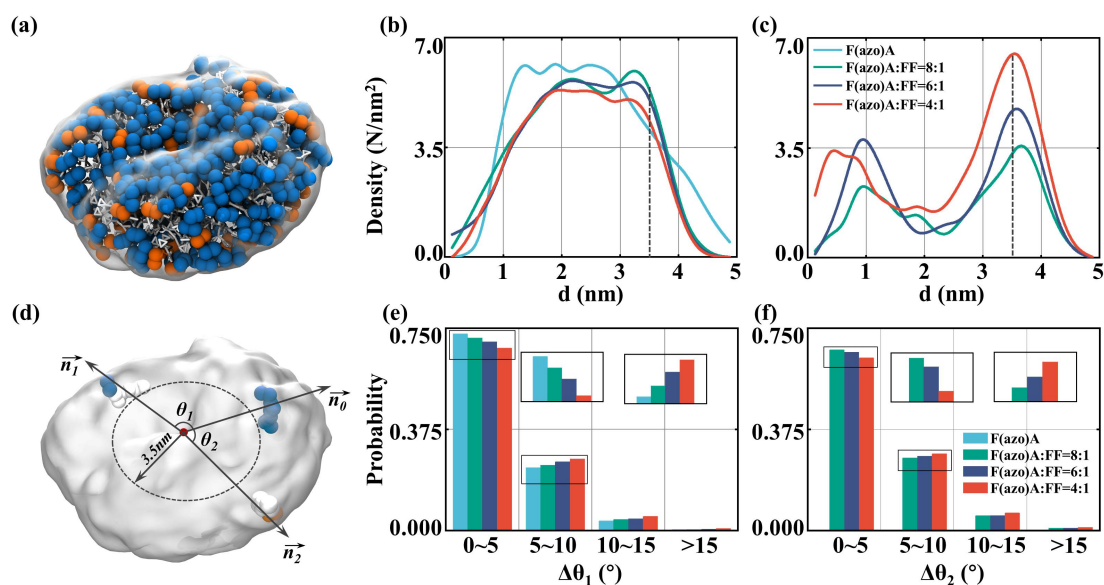 (a)
(b)
7.0
3.5
0.0
Density (N/nm²)
0 1 2 3 4 5
d (nm)
(c)
7.0
3.5
0.0
F(azo)A
F(azo)A:FF=8:1
F(azo)A:FF=6:1
F(azo)A:FF=4:1
0 1 2 3 4 5
d (nm)
(d)
n₁
n₀
θ₁
θ₂
3.5nm
n₂
(e)
0.750
0.375
0.000
Probability
0~5 5~10 10~15 >15
Δθ₁ (°)
(f)
0.750
0.375
0.000
F(azo)A
F(azo)A:FF=8:1
F(azo)A:FF=6:1
F(azo)A:FF=4:1
0~5 5~10 10~15 >15
Δθ₂ (°)